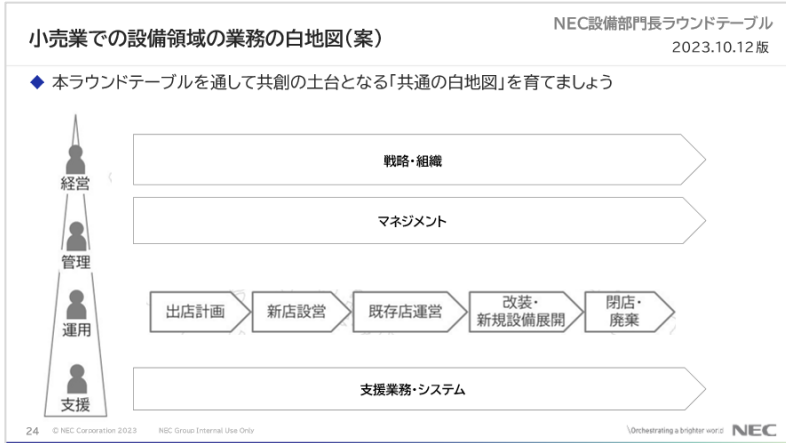 小売業での設備領域の業務の白地図(案)
NEC設備部門長ラウンドテーブル
2023.10.12版
◆ 本ラウンドテーブルを通して共創の土台となる「共通の白地図」を育てましょう
経営
戦略・組織
管理
マネジメント
運用
出店計画
新店設営
既存店運営
改装・
新規設備展開
閉店・
廃棄
支援
支援業務・システム
24
© NEC Corporation 2023
NEC Group Internal Use Only
\Orchestrating a brighter world
NEC